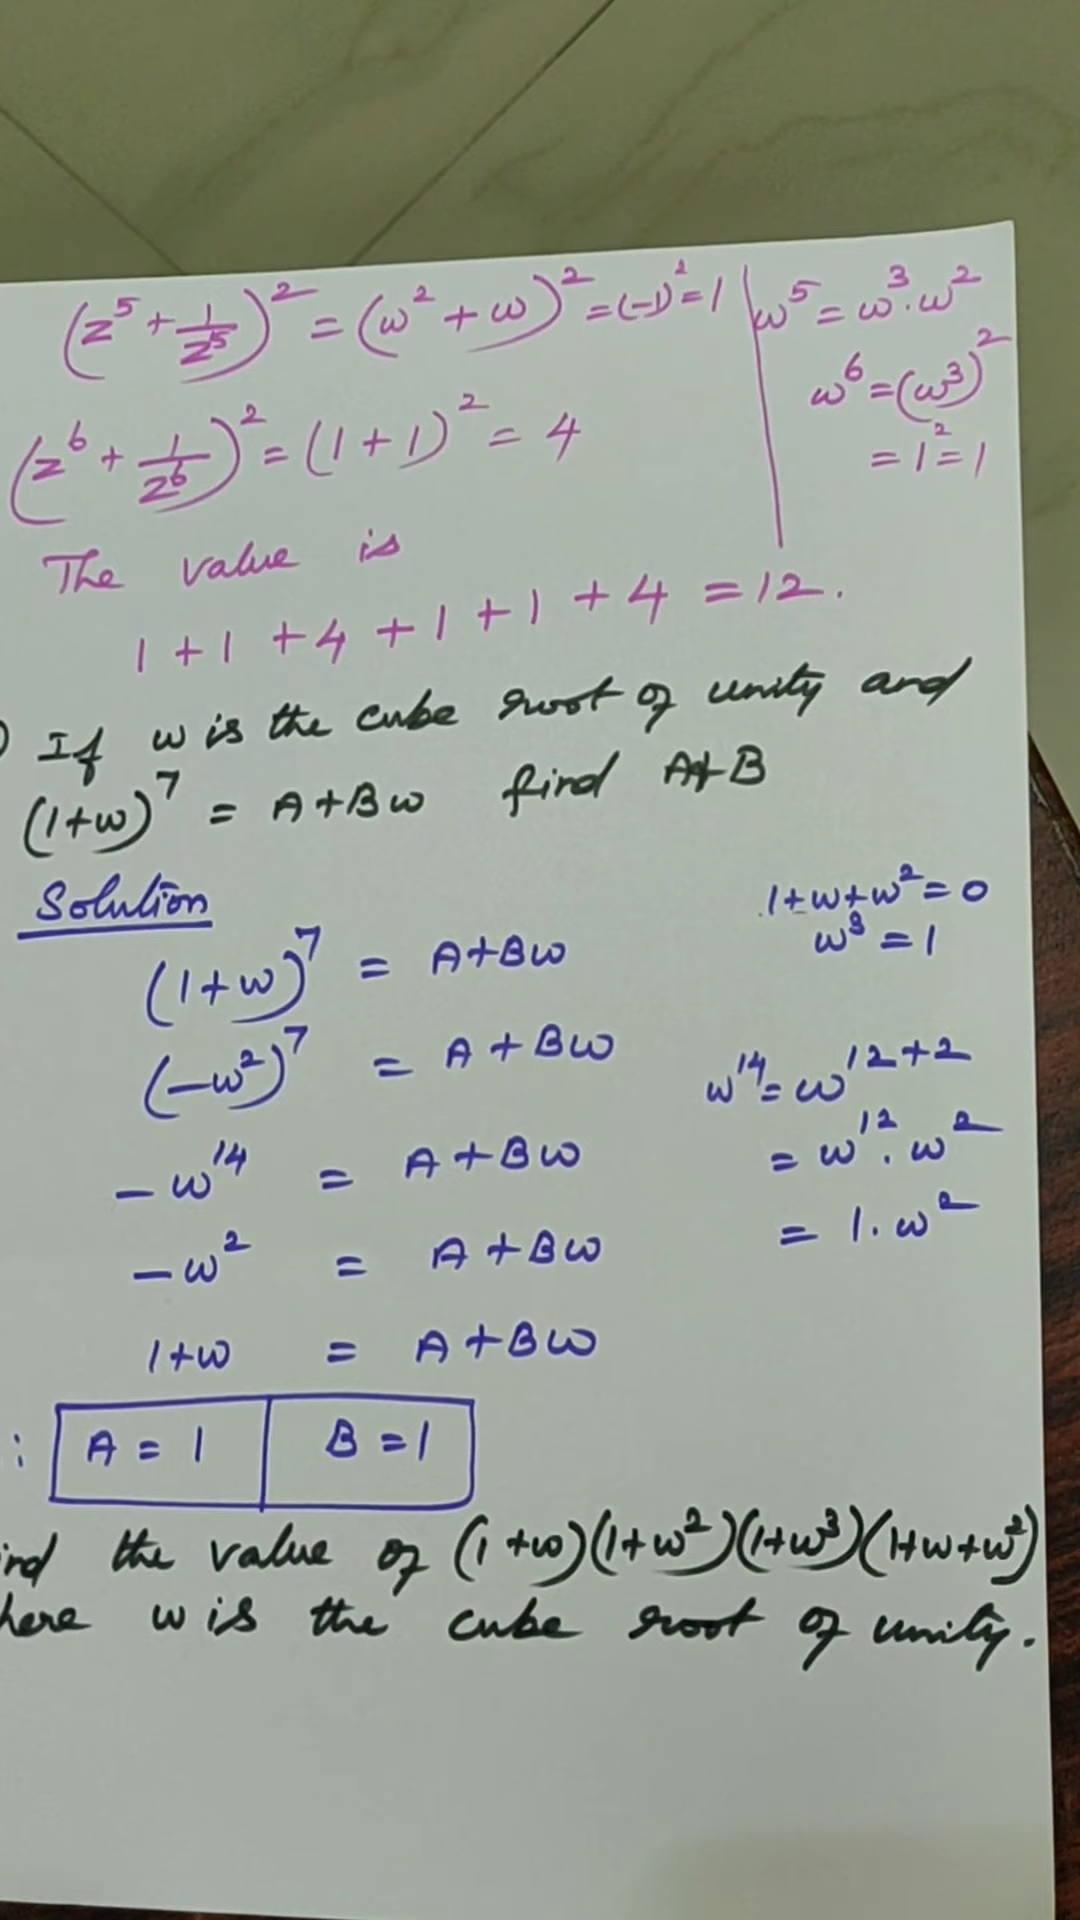 (z⁵ + 1/z⁵)² = (ω² + ω)² = (-1)² = 1
ω⁵ = ω³·ω²
(z⁶ + 1/z⁶)² = (1 + 1)² = 4
ω⁶ = (ω³)²
= 1² = 1
The value is
1 + 1 + 4 + 1 + 1 + 4 = 12.
If ω is the cube root of unity and
(1+ω)⁷ = A+Bω find A+B
Solution
1+ω+ω² = 0
ω³ = 1
(1+ω)⁷ = A+Bω
(-ω²)⁷ = A+Bω
-ω¹⁴ = A+Bω
-ω² = A+Bω
1+ω = A+Bω
ω¹⁴ = ω¹²⁺²
= ω¹²·ω²
= 1·ω²
A = 1 B = 1
the value of (1+ω)(1+ω²)(1+ω³)(1+ω+ω²)
ω is the cube root of unity.